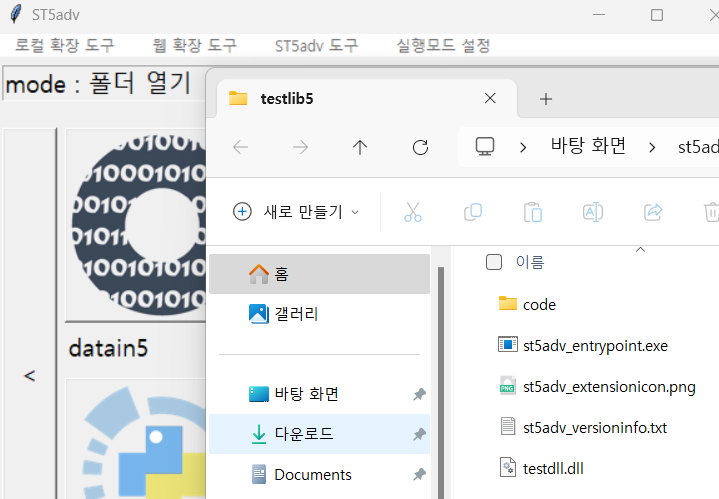 ST5adv
로컬 확장 도구 웹 확장 도구 ST5adv 도구 실행모드 설정
mode : 폴더 열기
testlib5
바탕 화면 > st5adv
새로 만들기
이름
홈
갤러리
code
st5adv_entrypoint.exe
datain5
<
바탕 화면
st5adv_extensionicon.png
다운로드
st5adv_versioninfo.txt
Documents
testdll.dll